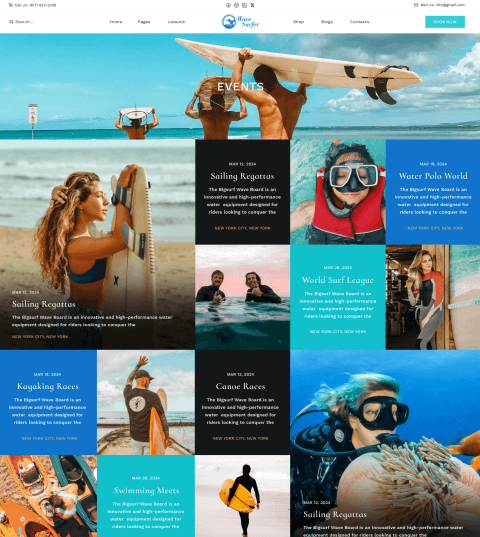 Call us: (977) 823-2108
Mail us: info@gmail.com
Search...
Home
Pages
Lessons
Wave
Surfer
Shop
Blogs
Contacts
BOOK NOW
EVENTS
MAR 12, 2024
Sailing Regattas
The Bigsurf Wave Board is an
innovative and high-performance
water equipment designed for
riders looking to conquer the
NEW YORK CITY, NEW YORK
MAR 18, 2024
Water Polo World
The Bigsurf Wave Board is an
innovative and high-performance
water equipment designed for
riders looking to conquer the
NEW YORK CITY, NEW YORK
MAR 12, 2024
Sailing Regattas
The Bigsurf Wave Board is an innovative and high-performance water
equipment designed for riders looking to conquer the
NEW YORK CITY, NEW YORK
MAR 28, 2024
World Surf League
The Bigsurf Wave Board is an
innovative and high-performance
water equipment designed for
riders looking to conquer the
NEW YORK CITY, NEW YORK
MAR 18, 2024
Kayaking Races
The Bigsurf Wave Board is an
innovative and high-performance
water equipment designed for
riders looking to conquer the
NEW YORK CITY, NEW YORK
MAR 12, 2024
Canoe Races
The Bigsurf Wave Board is an
innovative and high-performance
water equipment designed for
riders looking to conquer the
NEW YORK CITY, NEW YORK
MAR 28, 2024
Swimming Meets
The Bigsurf Wave Board is an
innovative and high-performance
water equipment designed for
riders looking to conquer the
MAR 12, 2024
Sailing Regattas
The Bigsurf Wave Board is an innovative and high-performance water
equipment designed for riders looking to conquer the